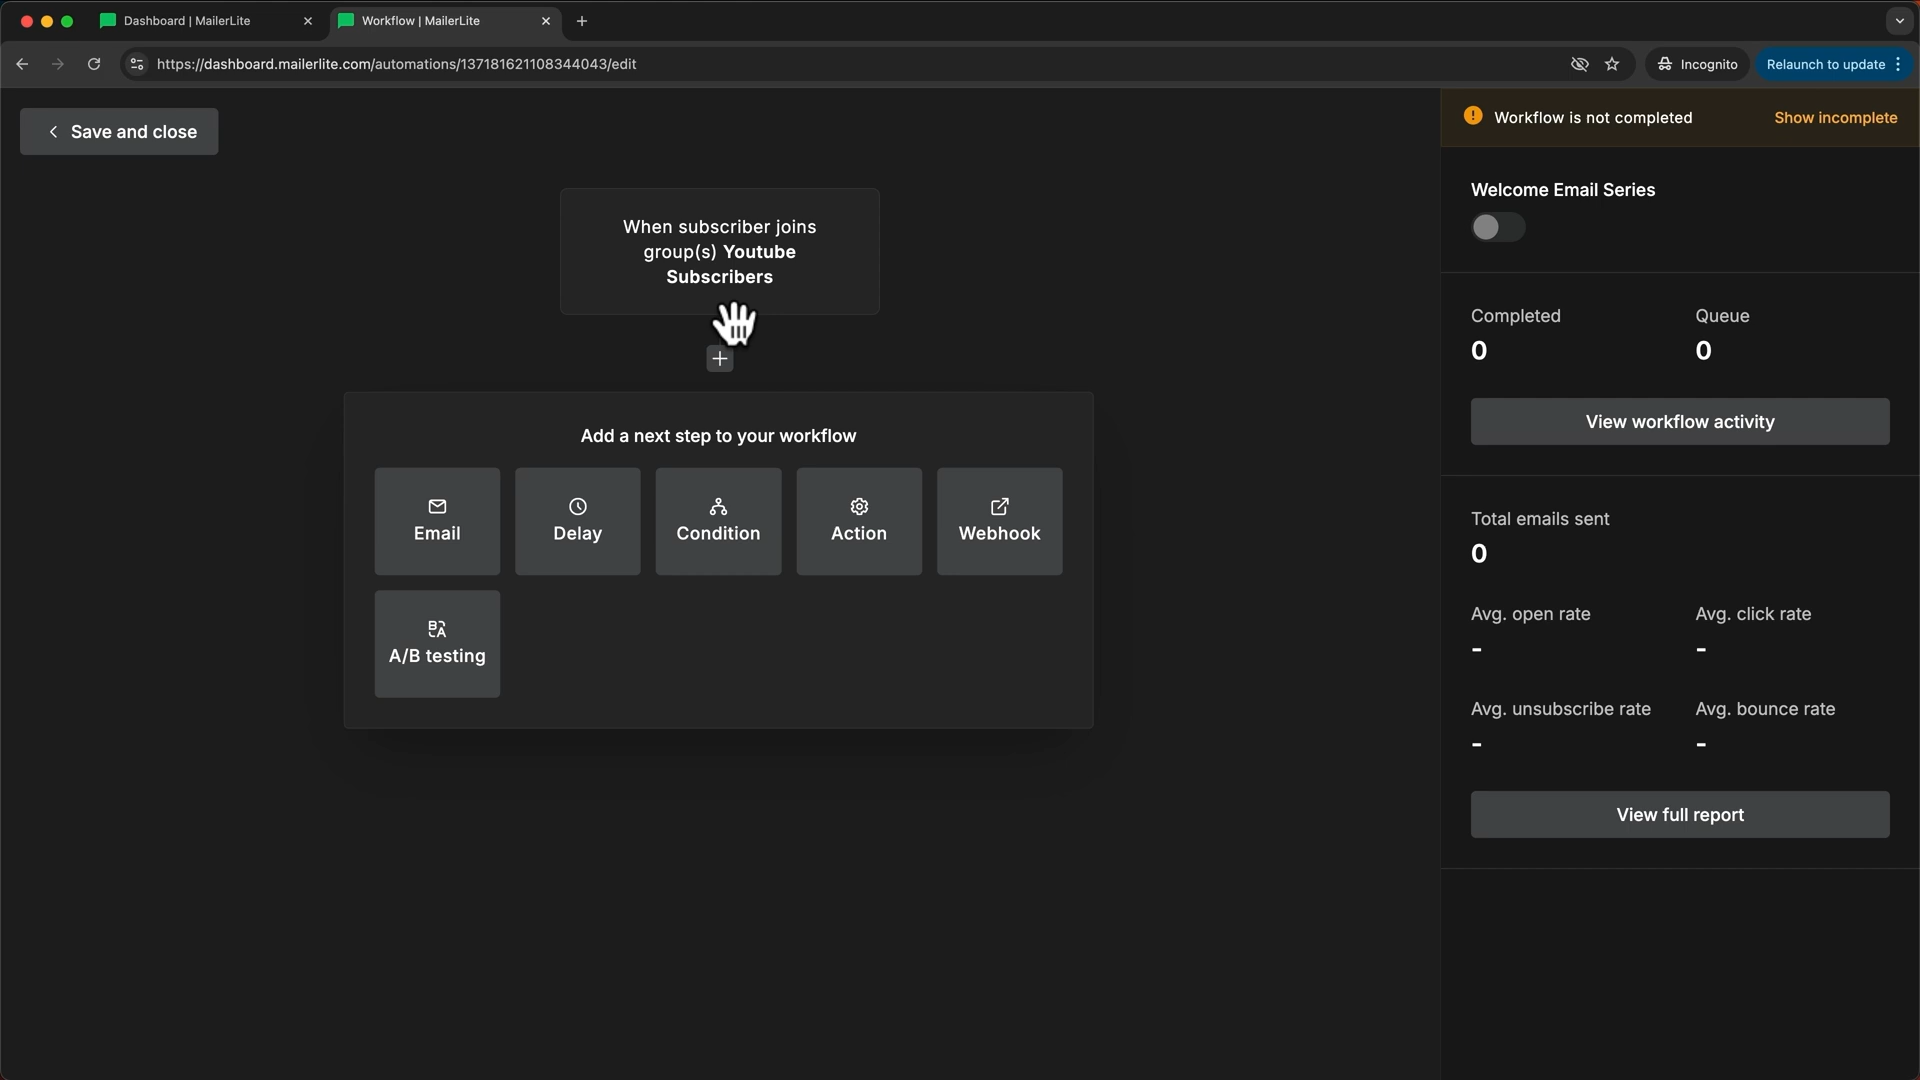 Dashboard | MailerLite
Workflow | MailerLite
https://dashboard.mailerlite.com/automations/137181621108344043/edit
Incognito
Relaunch to update
Save and close
Workflow is not completed
Show incomplete
When subscriber joins
group(s) Youtube
Subscribers
Add a next step to your workflow
Email
Delay
Condition
Action
Webhook
A/B testing
Welcome Email Series
Completed
Queue
0
0
View workflow activity
Total emails sent
0
Avg. open rate
Avg. click rate
-
-
Avg. unsubscribe rate
Avg. bounce rate
-
-
View full report